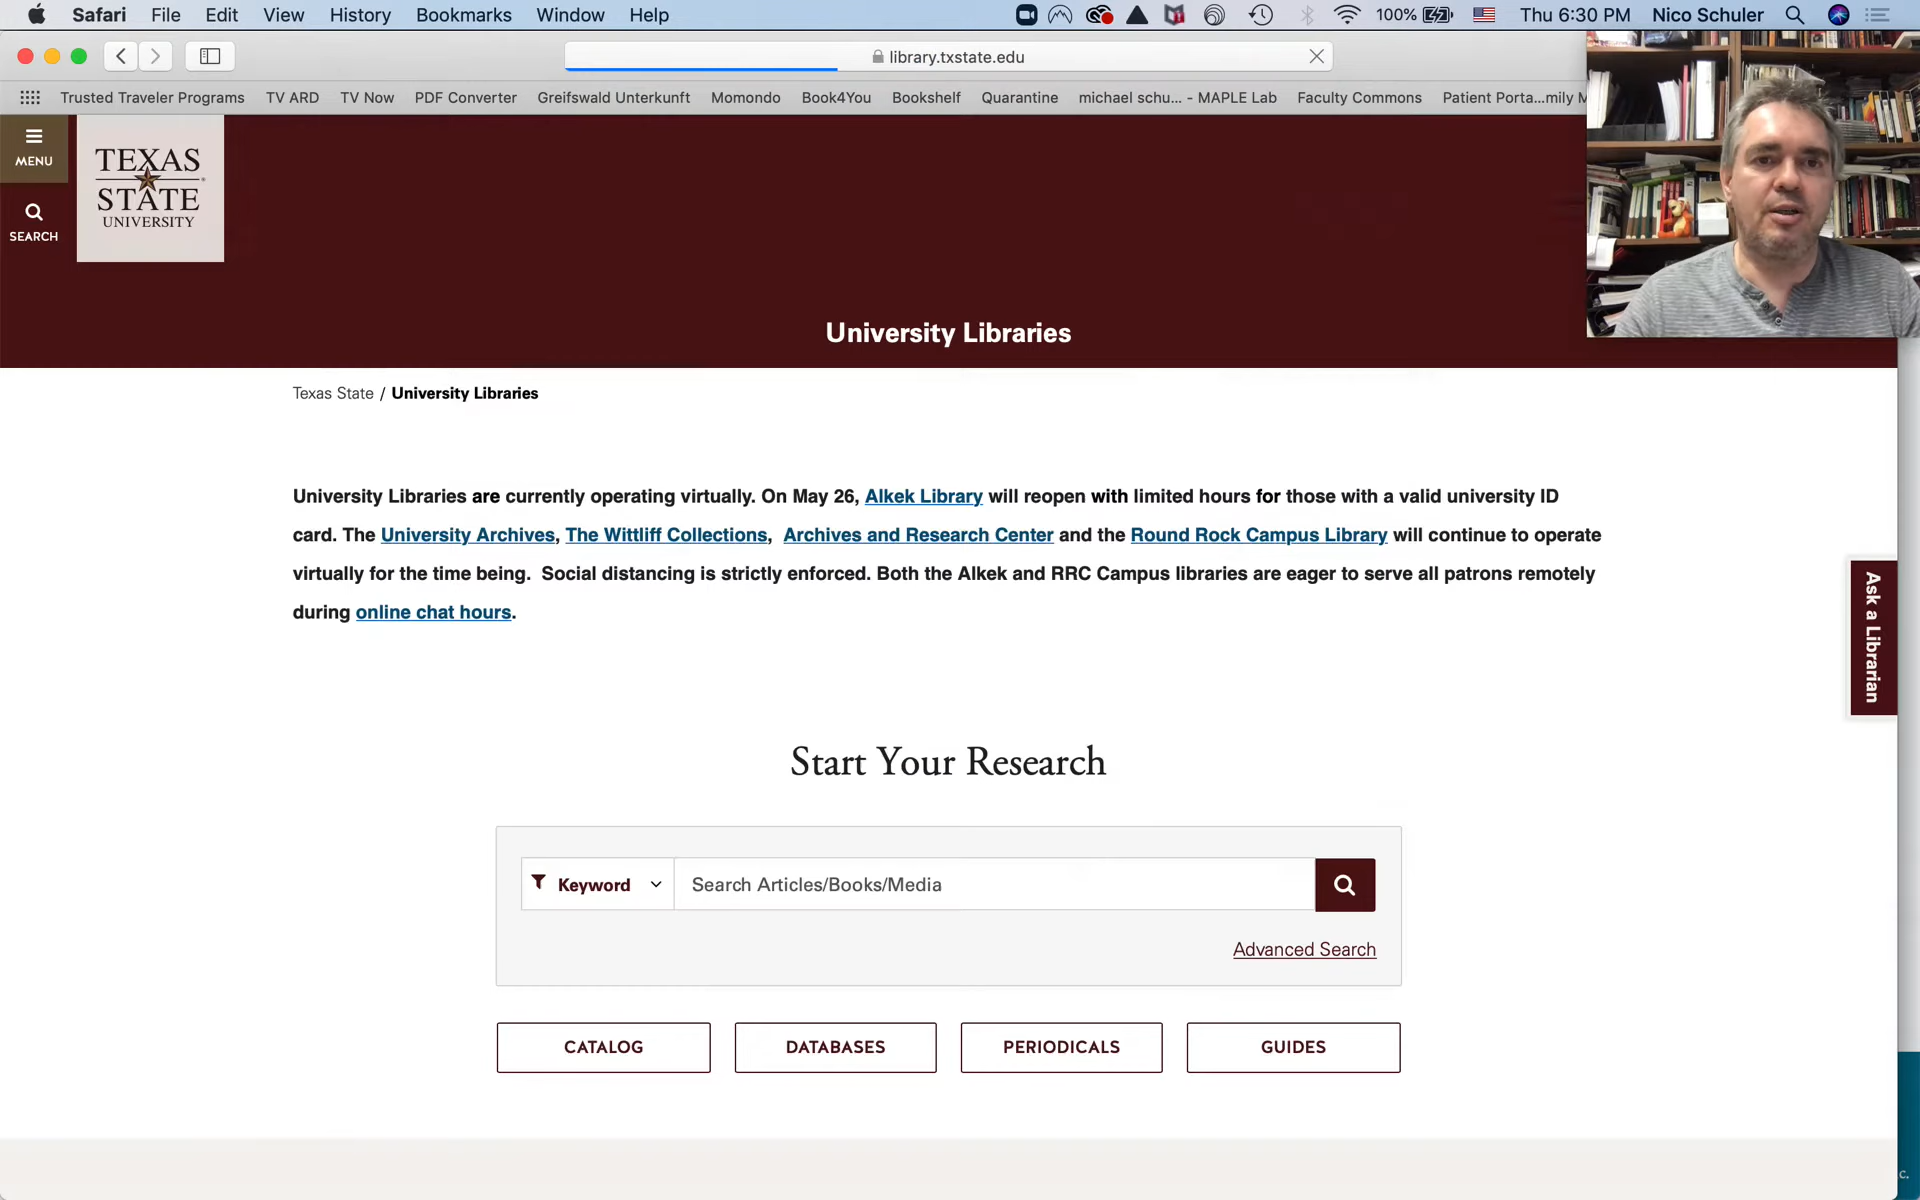 Safari File Edit View History Bookmarks Window Help 100% Thu 6:30 PM Nico Schuler
library.txstate.edu
Trusted Traveler Programs TV ARD TV Now PDF Converter Greifswald Unterkunft Momondo Book4You Bookshelf Quarantine michael schu... - MAPLE Lab Faculty Commons Patient Porta...mily M
MENU
SEARCH
TEXAS
STATE
UNIVERSITY
University Libraries
Texas State / University Libraries
University Libraries are currently operating virtually. On May 26, Alkek Library will reopen with limited hours for those with a valid university ID
card. The University Archives, The Wittliff Collections, Archives and Research Center and the Round Rock Campus Library will continue to operate
virtually for the time being. Social distancing is strictly enforced. Both the Alkek and RRC Campus libraries are eager to serve all patrons remotely
during online chat hours.
Ask a Librarian
Start Your Research
Keyword Search Articles/Books/Media
Advanced Search
CATALOG DATABASES PERIODICALS GUIDES
c.